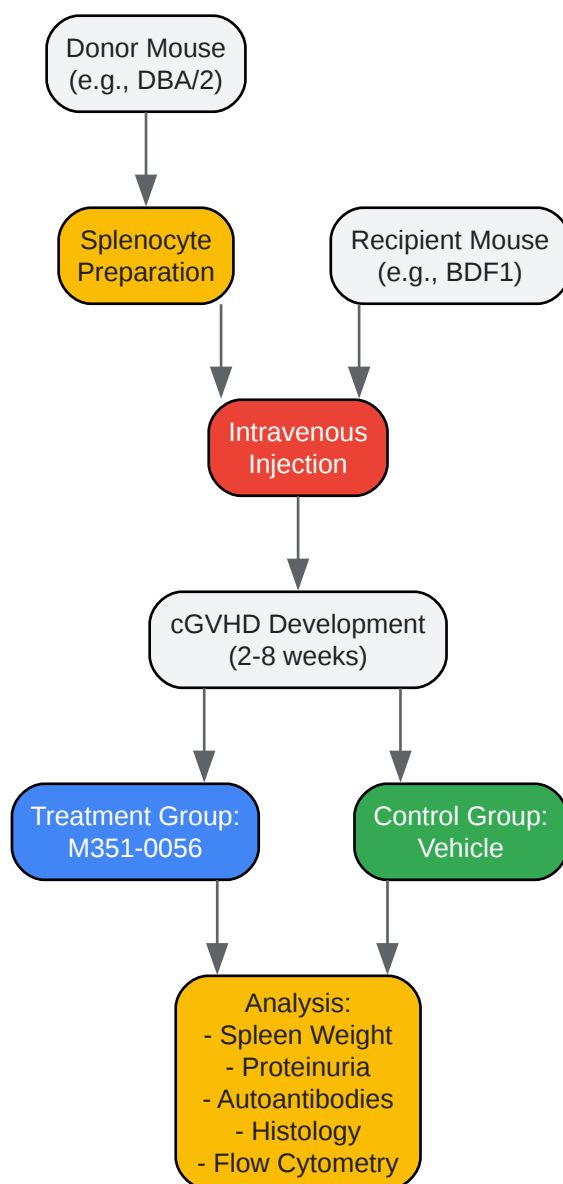 Donor Mouse
(e.g., DBA/2)
Splenocyte
Preparation
Recipient Mouse
(e.g., BDF1)
Intravenous
Injection
cGVHD Development
(2-8 weeks)
Treatment Group:
M351-0056
Control Group:
Vehicle
Analysis:
- Spleen Weight
- Proteinuria
- Autoantibodies
- Histology
- Flow Cytometry